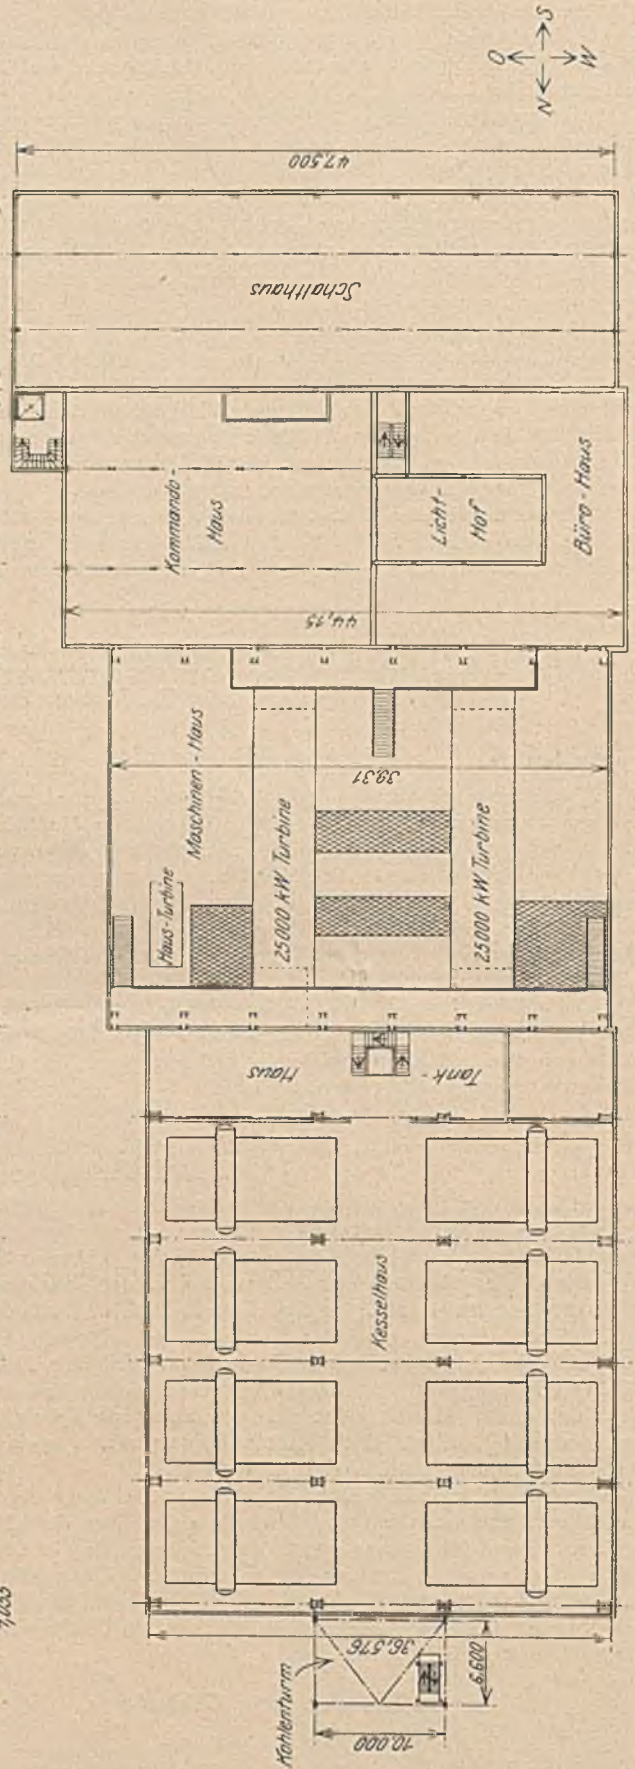 O
N
S
W
47,500
Schalthaus
Kommando-
Haus
Licht-
Hof
Büro-Haus
44,15
Maschinen-Haus
Haus-Turbine
25000 kW Turbine
39,31
25000 kW Turbine
Tank-
Haus
Kesselhaus
Kohlenturm
36,576
10,000
6,600